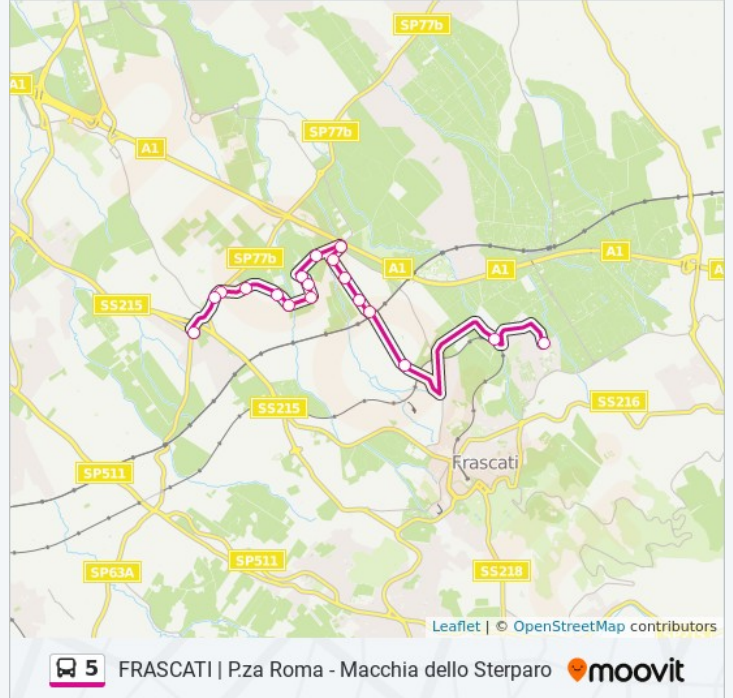 SP77b
A1
SP77b
A1
SP77b
A1
A1
A1
SS215
SS215
SS216
Frascati
SP511
SP511
SP63A
SS218
Leaflet | © OpenStreetMap contributors
5 FRASCATI | P.za Roma - Macchia dello Sterparo moovit